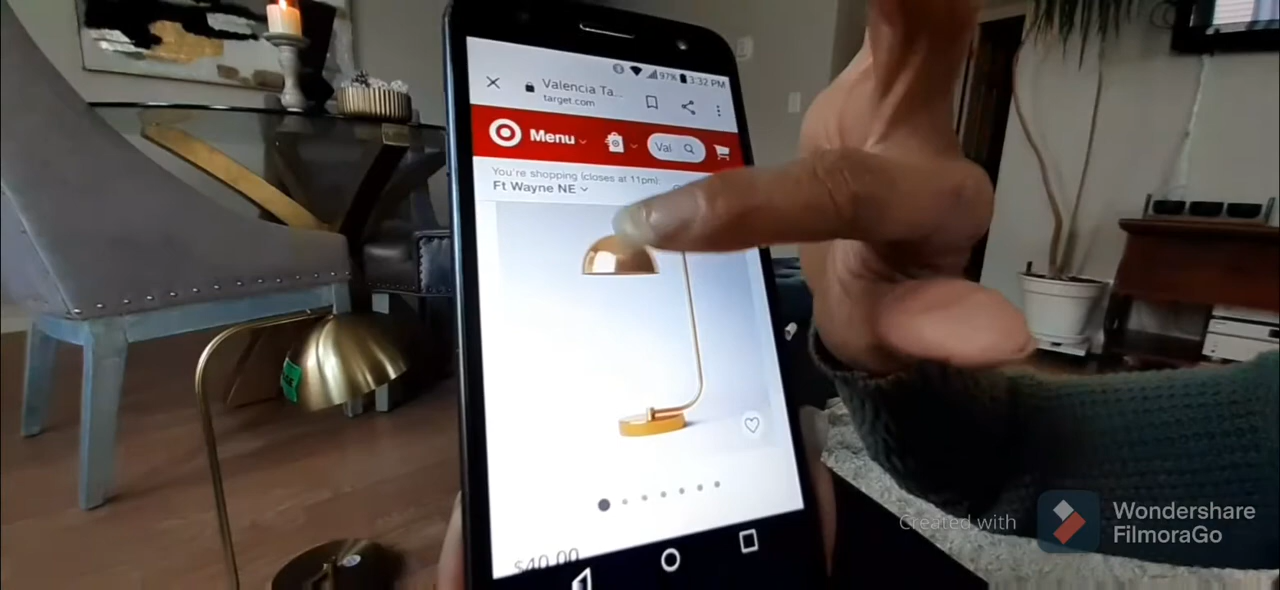 97% 3:32 PM
Valencia Ta...
target.com
Menu
Val
You're shopping (closes at 11pm):
Ft Wayne NE
$40.00
Created with
Wondershare
FilmoraGo